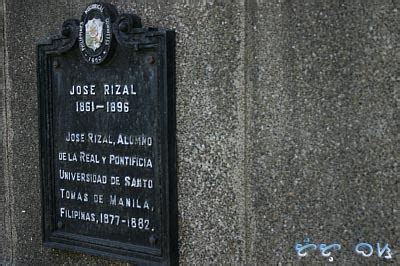 JOSE RIZAL
1861—1896
JOSE RIZAL, ALUMNO
DE LA REAL Y PONTIFICIA
UNIVERSIDAD DE SANTO
TOMAS DE MANILA,
FILIPINAS, 1877-1882.